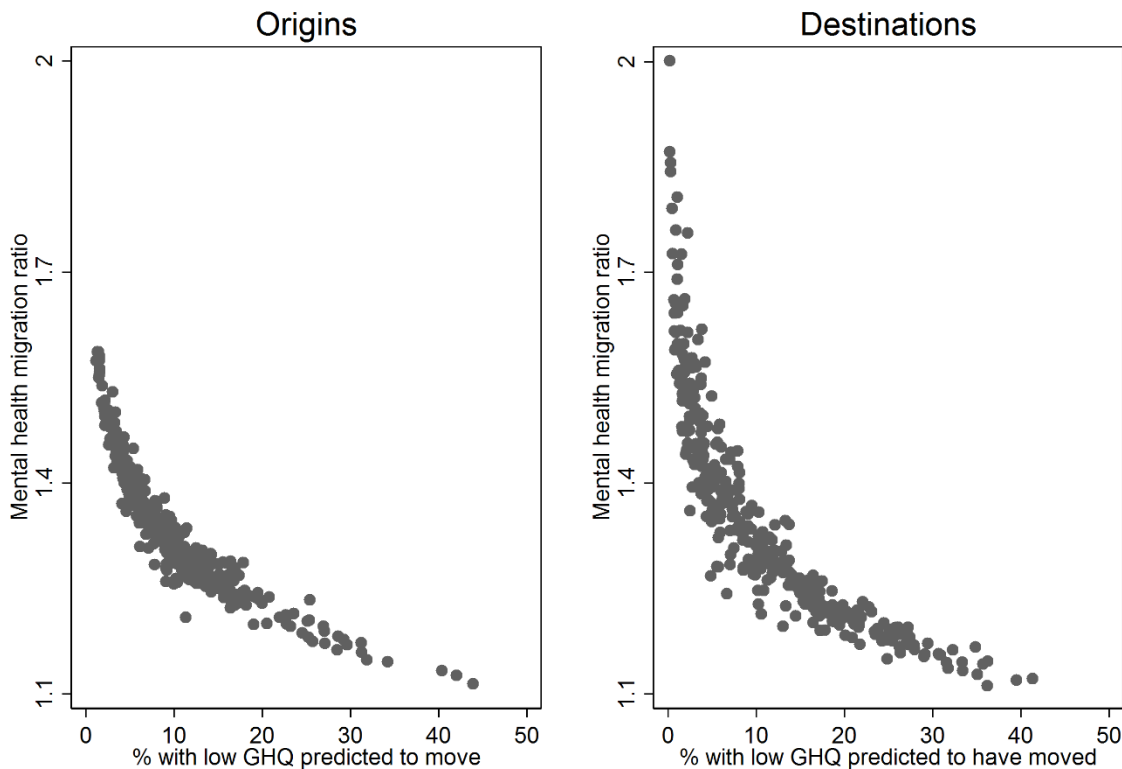 Origins
Mental health migration ratio
2
1.7
1.4
1.1
0 10 20 30 40 50
% with low GHQ predicted to move
Destinations
Mental health migration ratio
2
1.7
1.4
1.1
0 10 20 30 40 50
% with low GHQ predicted to have moved